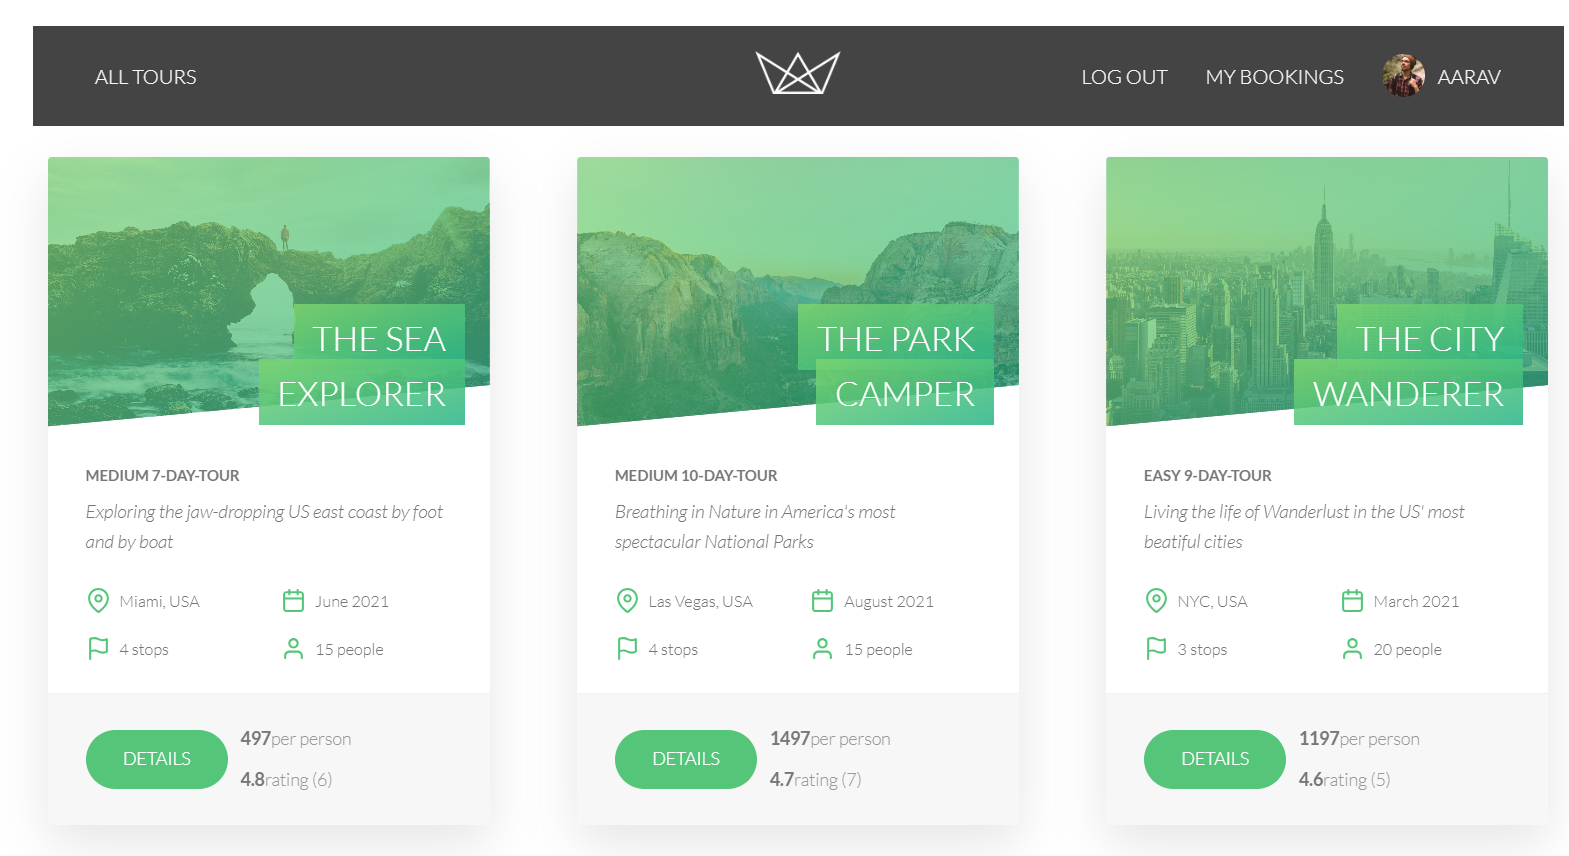 ALL TOURS
LOG OUT
MY BOOKINGS
AARAV
THE SEA
EXPLORER
MEDIUM 7-DAY-TOUR
Exploring the jaw-dropping US east coast by foot
and by boat
Miami, USA
June 2021
4 stops
15 people
DETAILS
497per person
4.8rating (6)
THE PARK
CAMPER
MEDIUM 10-DAY-TOUR
Breathing in Nature in America's most
spectacular National Parks
Las Vegas, USA
August 2021
4 stops
15 people
DETAILS
1497per person
4.7rating (7)
THE CITY
WANDERER
EASY 9-DAY-TOUR
Living the life of Wanderlust in the US' most
beatiful cities
NYC, USA
March 2021
3 stops
20 people
DETAILS
1197per person
4.6rating (5)